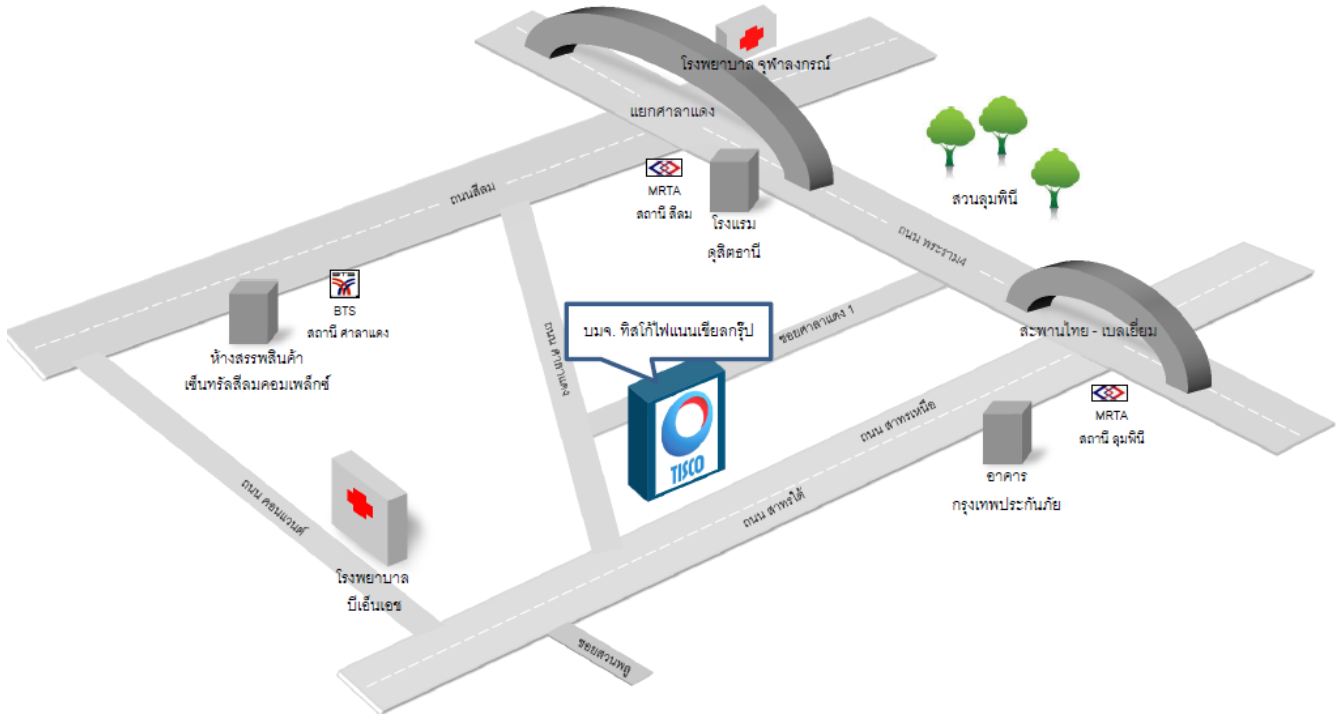 โรงพยาบาล จุฬาลงกรณ์
แยกศาลาแดง
MRTA
สถานี สีลม
โรงแรม
ดุสิตธานี
สวนลุมพินี
ถนนสีลม
ถนน พระราม4
BTS
BTS
สถานี ศาลาแดง
ห้างสรรพสินค้า
เซ็นทรัลสีลมคอมเพล็กซ์
ถนน ศาลาแดง
บมจ. ทิสโก้ไฟแนนเชียลกรุ๊ป
ซอยศาลาแดง 1
สะพานไทย - เบลเยี่ยม
TISCO
MRTA
สถานี ลุมพินี
ถนน สาทรเหนือ
ถนน สาทรใต้
อาคาร
กรุงเทพประกันภัย
ถนน คอนแวนต์
โรงพยาบาล
บีเอ็นเอช
ซอยสวนพลู